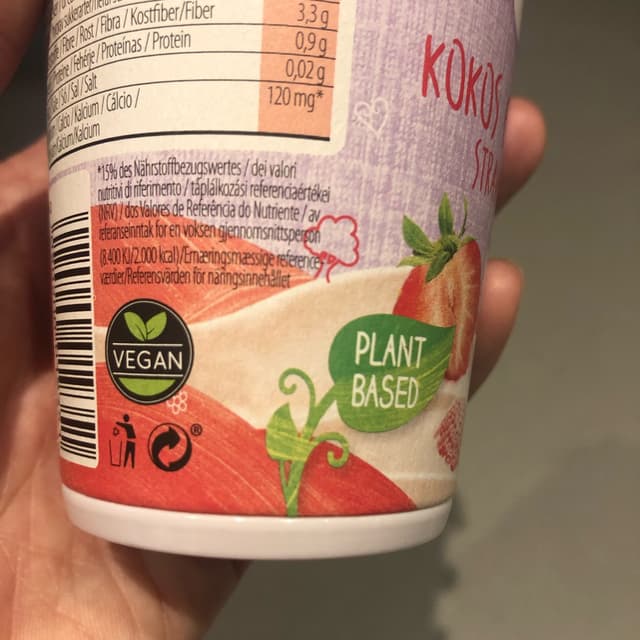 Kostfiber/Fiber
3,3 g
/ Fibre / Rost / Fibra /
0,9 g
/ Fehérje / Proteínas / Protein
0,02 g
/ Só / Sal / Salt
120 mg*
/ Calcio / Kálcium / Cálcio /
Kalcium/Kalcium
*15% des Nährstoffbezugswertes / dei valori
nutritivi di riferimento / táplálkozási referenciaértékei
(NRV) / dos Valores de Referência do Nutriente / av
referanseinntak for en voksen gjennomsnittsperson
(8.400 KJ/2.000 kcal)/Ernæringsmæssige reference
værdier/Referensvärden för näringsinnehållet
KOKOS
STRA
VEGAN
PLANT
BASED
®